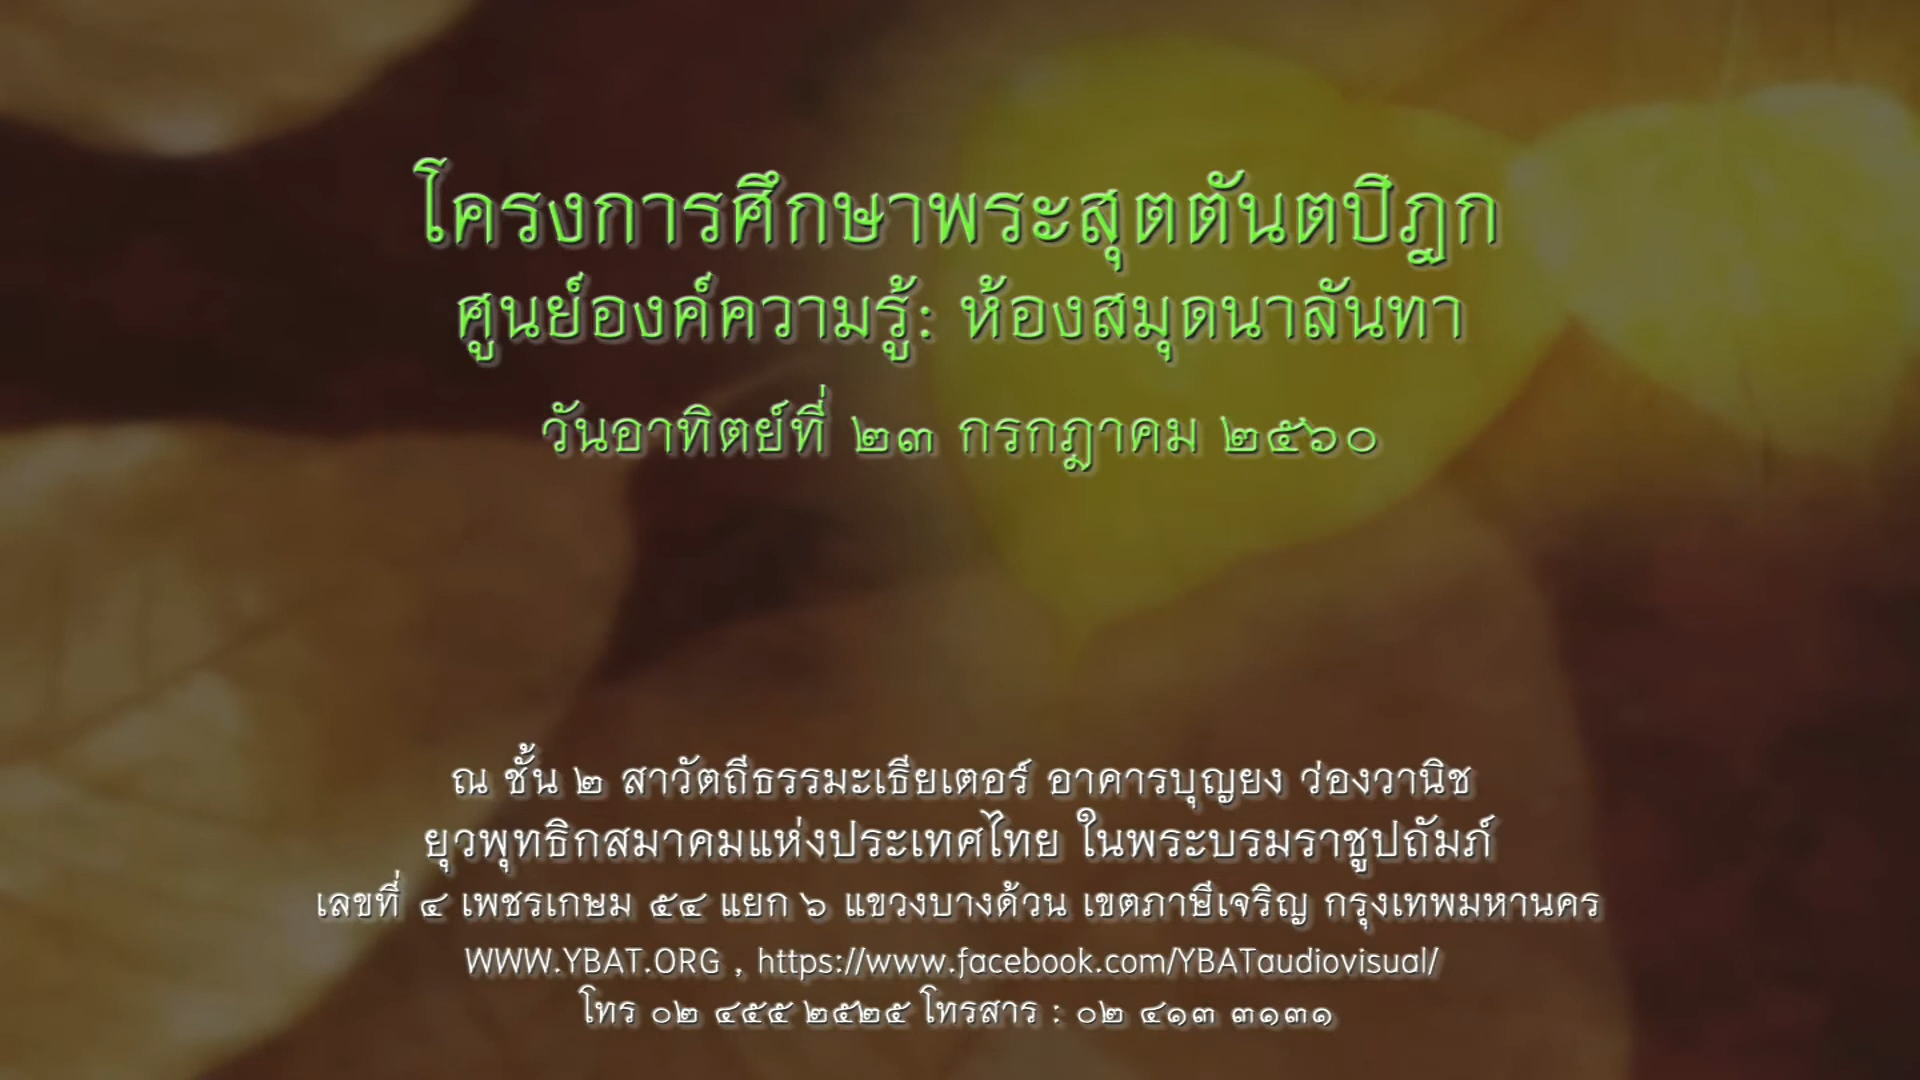 โครงการศึกษาพระสุตตันตปิฎก
ศูนย์องค์ความรู้: ห้องสมุดนาลันทา
วันอาทิตย์ที่ ๒๓ กรกฎาคม ๒๕๖๐
ณ ชั้น ๒ สาวัตถีธรรมะเธียเตอร์ อาคารบุญยง ว่องวานิช
ยุวพุทธิกสมาคมแห่งประเทศไทย ในพระบรมราชูปถัมภ์
เลขที่ ๔ เพชรเกษม ๕๔ แยก ๖ แขวงบางด้วน เขตภาษีเจริญ กรุงเทพมหานคร
WWW.YBAT.ORG , https://www.facebook.com/YBATaudiovisual/
โทร ๐๒ ๔๕๕ ๒๕๒๕ โทรสาร : ๐๒ ๔๑๓ ๓๑๓๑